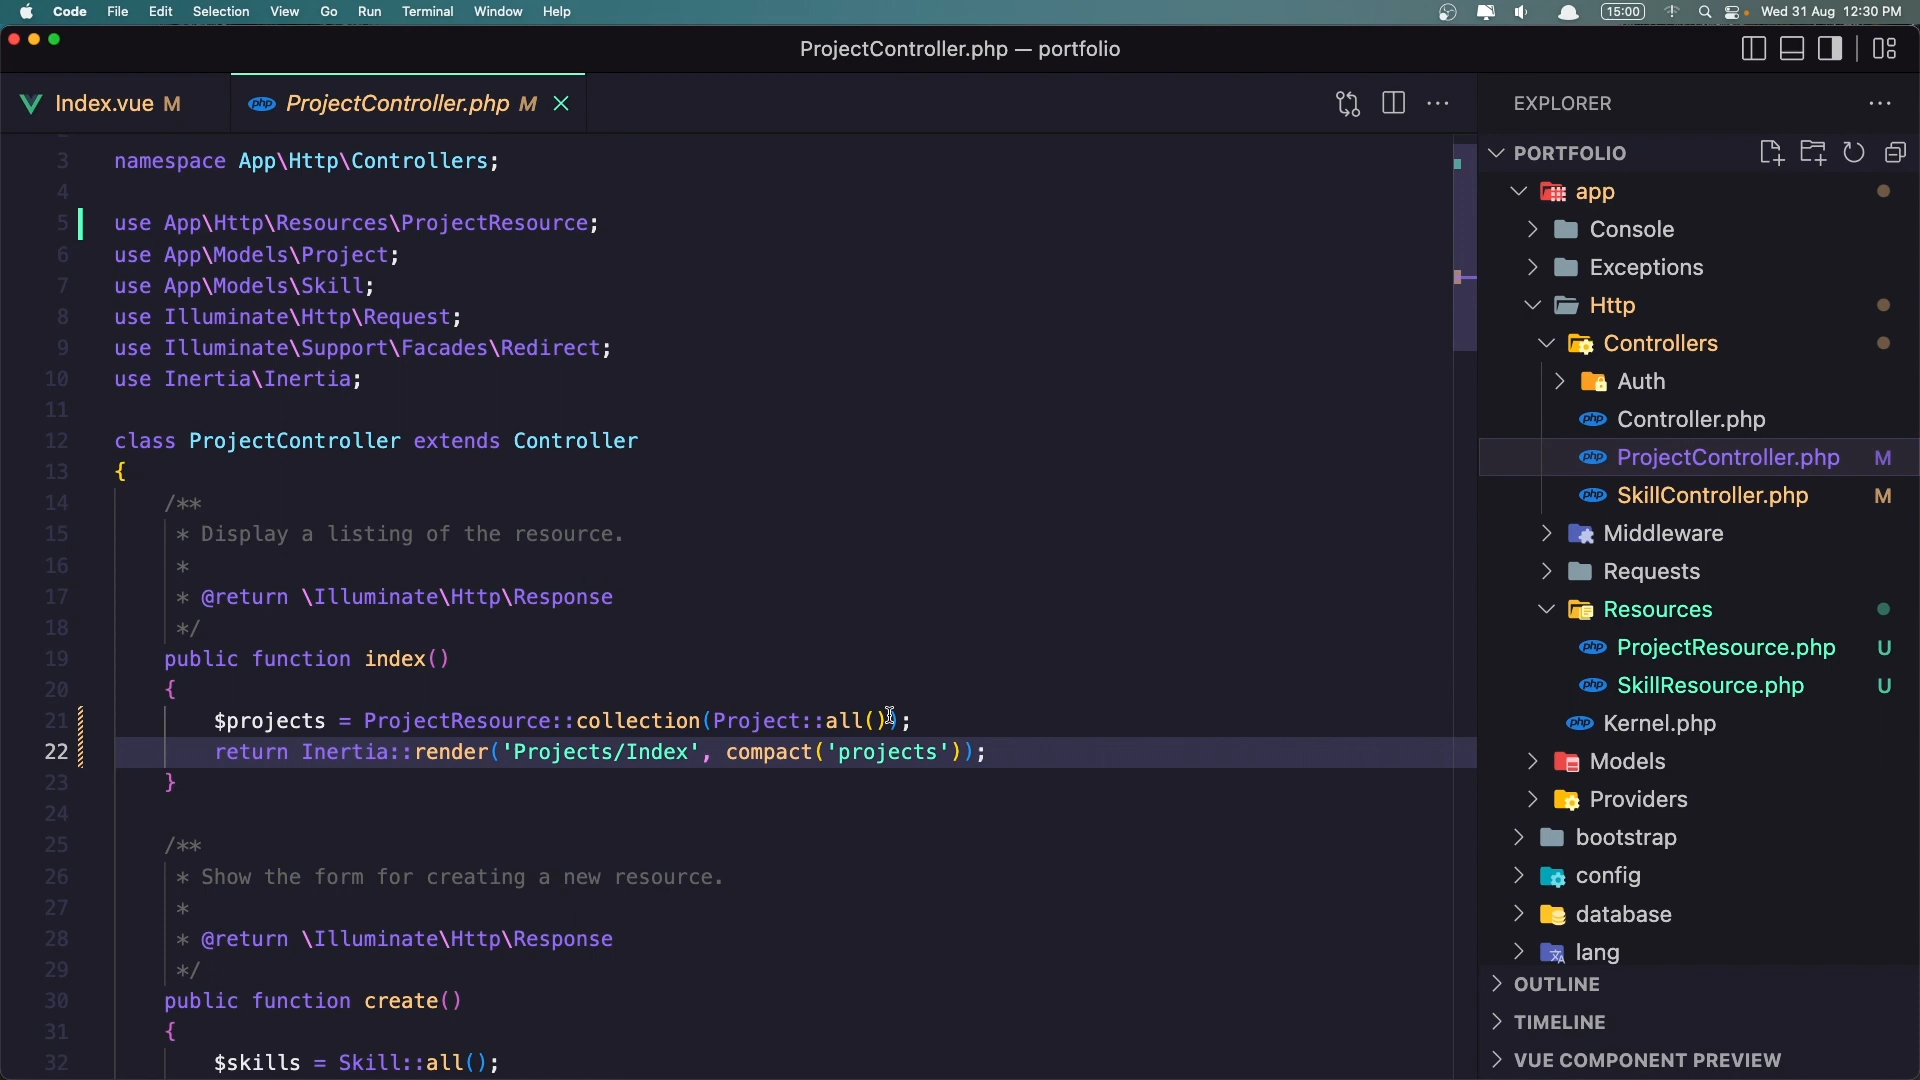 Code File Edit Selection View Go Run Terminal Window Help 15:00 Wed 31 Aug 12:30 PM
ProjectController.php — portfolio
Index.vue M
php ProjectController.php M
3 namespace App\Http\Controllers;
4
5 use App\Http\Resources\ProjectResource;
6 use App\Models\Project;
7 use App\Models\Skill;
8 use Illuminate\Http\Request;
9 use Illuminate\Support\Facades\Redirect;
10 use Inertia\Inertia;
11
12 class ProjectController extends Controller
13 {
14 /**
15 * Display a listing of the resource.
16 *
17 * @return \Illuminate\Http\Response
18 */
19 public function index()
20 {
21 $projects = ProjectResource::collection(Project::all());
22 return Inertia::render('Projects/Index', compact('projects'));
23 }
24
25 /**
26 * Show the form for creating a new resource.
27 *
28 * @return \Illuminate\Http\Response
29 */
30 public function create()
31 {
32 $skills = Skill::all();
EXPLORER
PORTFOLIO
app
Console
Exceptions
Http
Controllers
Auth
php Controller.php
php ProjectController.php M
php SkillController.php M
Middleware
Requests
Resources
php ProjectResource.php U
php SkillResource.php U
php Kernel.php
Models
Providers
bootstrap
config
database
lang
OUTLINE
TIMELINE
VUE COMPONENT PREVIEW